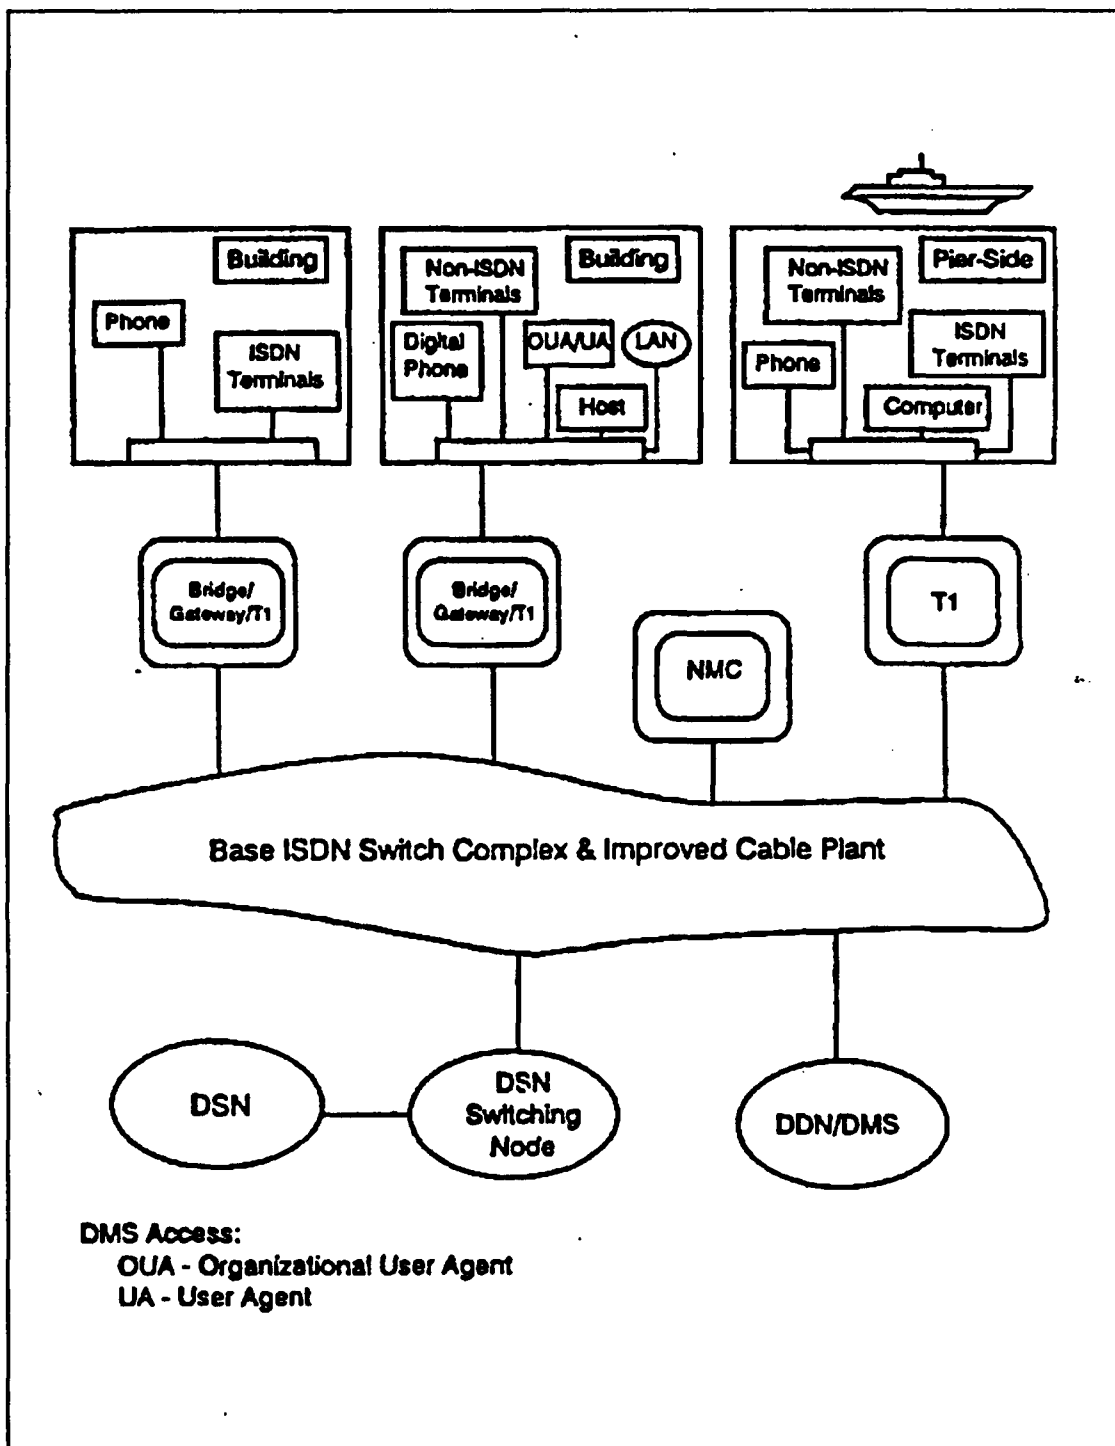 Building
Phone
ISDN
Terminals
Building
Non-ISDN
Terminals
Digital
Phone
OUA/UA
LAN
Host
Pier-Side
Non-ISDN
Terminals
ISDN
Terminals
Phone
Computer
Bridge/
Gateway/T1
Bridge/
Gateway/T1
T1
NMC
Base ISDN Switch Complex & Improved Cable Plant
DSN
DSN
Switching
Node
DDN/DMS
DMS Access:
OUA - Organizational User Agent
UA - User Agent